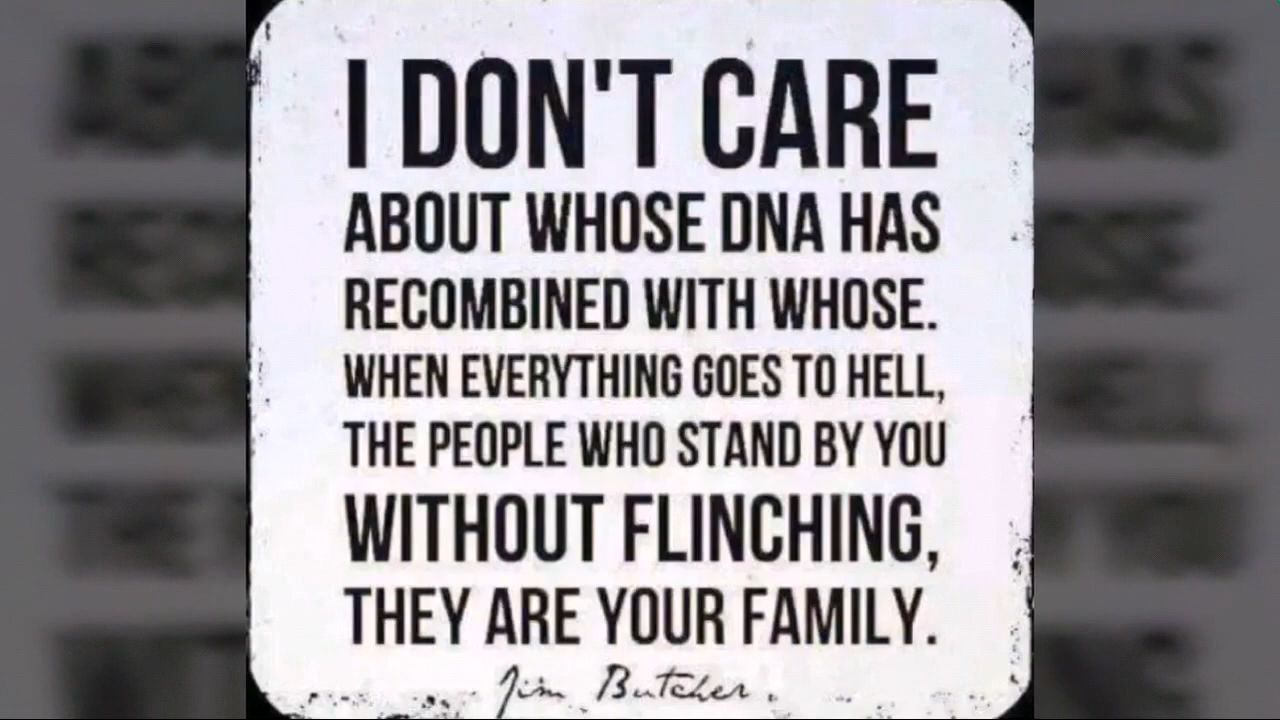 I DON'T CARE
ABOUT WHOSE DNA HAS
RECOMBINED WITH WHOSE.
WHEN EVERYTHING GOES TO HELL,
THE PEOPLE WHO STAND BY YOU
WITHOUT FLINCHING,
THEY ARE YOUR FAMILY.
Jim Butcher.